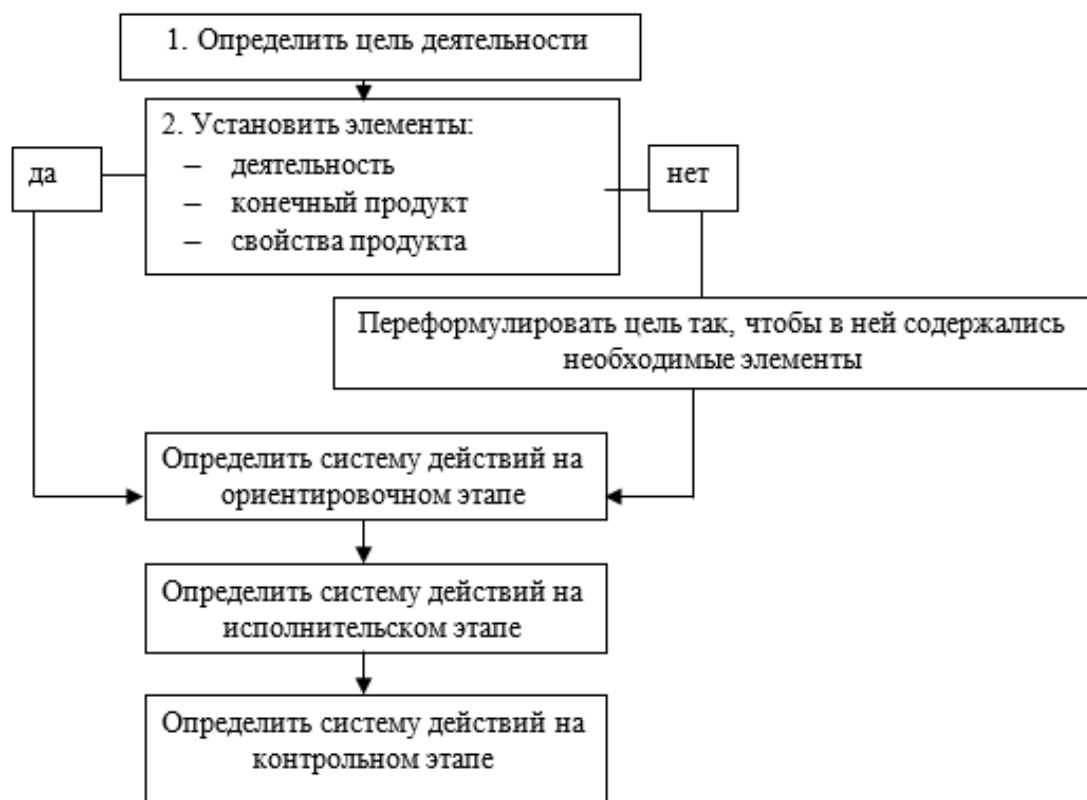 1. Определить цель деятельности
2. Установить элементы:
– деятельность
– конечный продукт
– свойства продукта
да
нет
Переформулировать цель так, чтобы в ней содержались
необходимые элементы
Определить систему действий на
ориентировочном этапе
Определить систему действий на
исполнительском этапе
Определить систему действий на
контрольном этапе